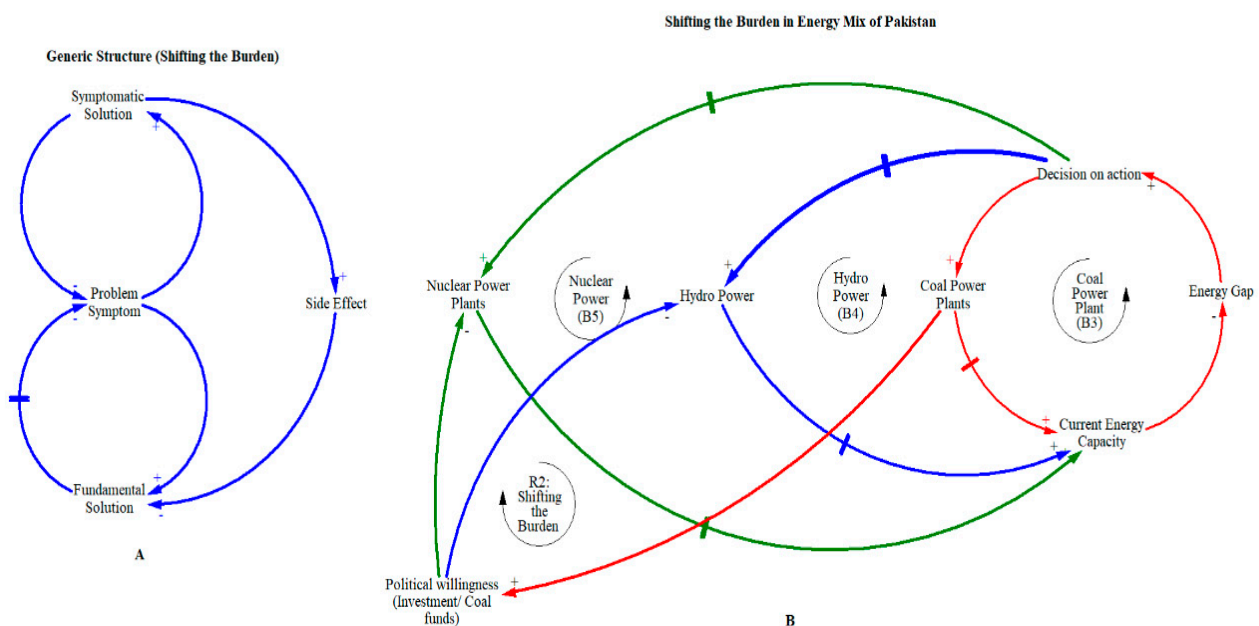 Shifting the Burden in Energy Mix of Pakistan
Generic Structure (Shifting the Burden)
Symptomatic
Solution
+
-
-
Problem
Symptom
+
Side Effect
+
Fundamental
Solution
-
A
Decision on action
+
+
Nuclear Power
Plants
-
Nuclear
Power
(B5)
+
Hydro Power
-
Hydro
Power
(B4)
+
Coal Power
Plants
Coal
Power
Plant
(B3)
Energy Gap
-
+
Current Energy
Capacity
+
-
R2:
Shifting
the
Burden
+
Political willingness
(Investment/ Coal
funds)
B